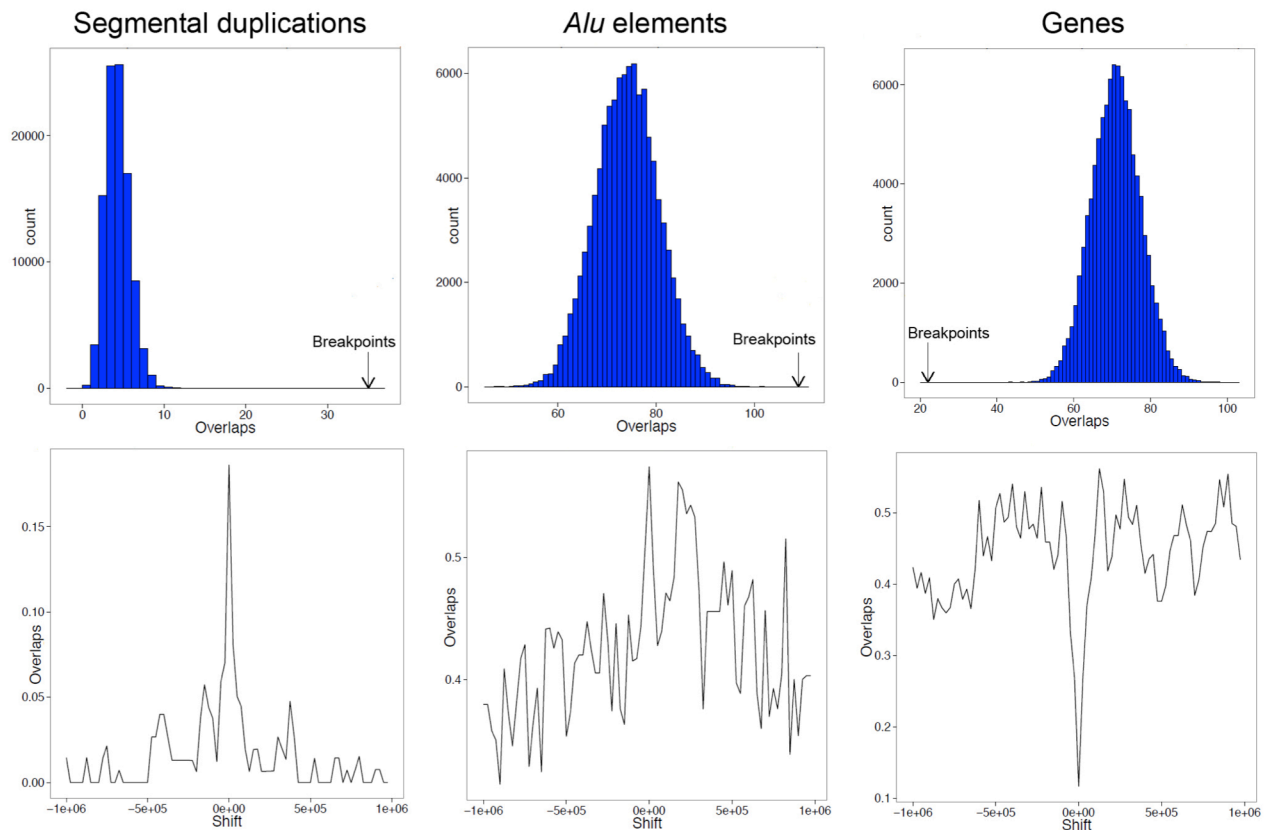 Segmental duplications
Alu elements
Genes
count
20000
10000
0
Breakpoints
0
10
20
30
Overlaps
count
6000
4000
2000
0
Breakpoints
60
80
100
Overlaps
count
6000
4000
2000
0
Breakpoints
20
40
60
80
100
Overlaps
Overlaps
0.15
0.10
0.05
0.00
−1e+06
−5e+05
0e+00
5e+05
1e+06
Shift
Overlaps
0.5
0.4
−1e+06
−5e+05
0e+00
5e+05
1e+06
Shift
Overlaps
0.5
0.4
0.3
0.2
0.1
−1e+06
−5e+05
0e+00
5e+05
1e+06
Shift